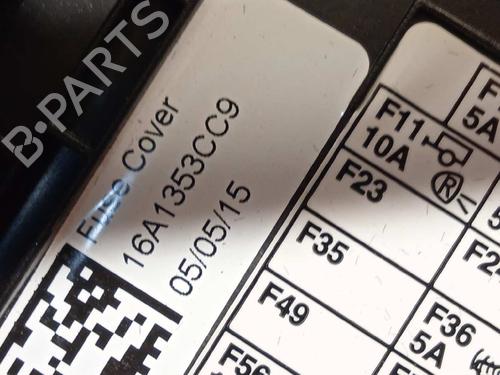 B-PARTS
Fuse Cover
16A1353CC9
05/05/15
5A
F11
10A
F23
F35
F49
F56
F36
5A
R